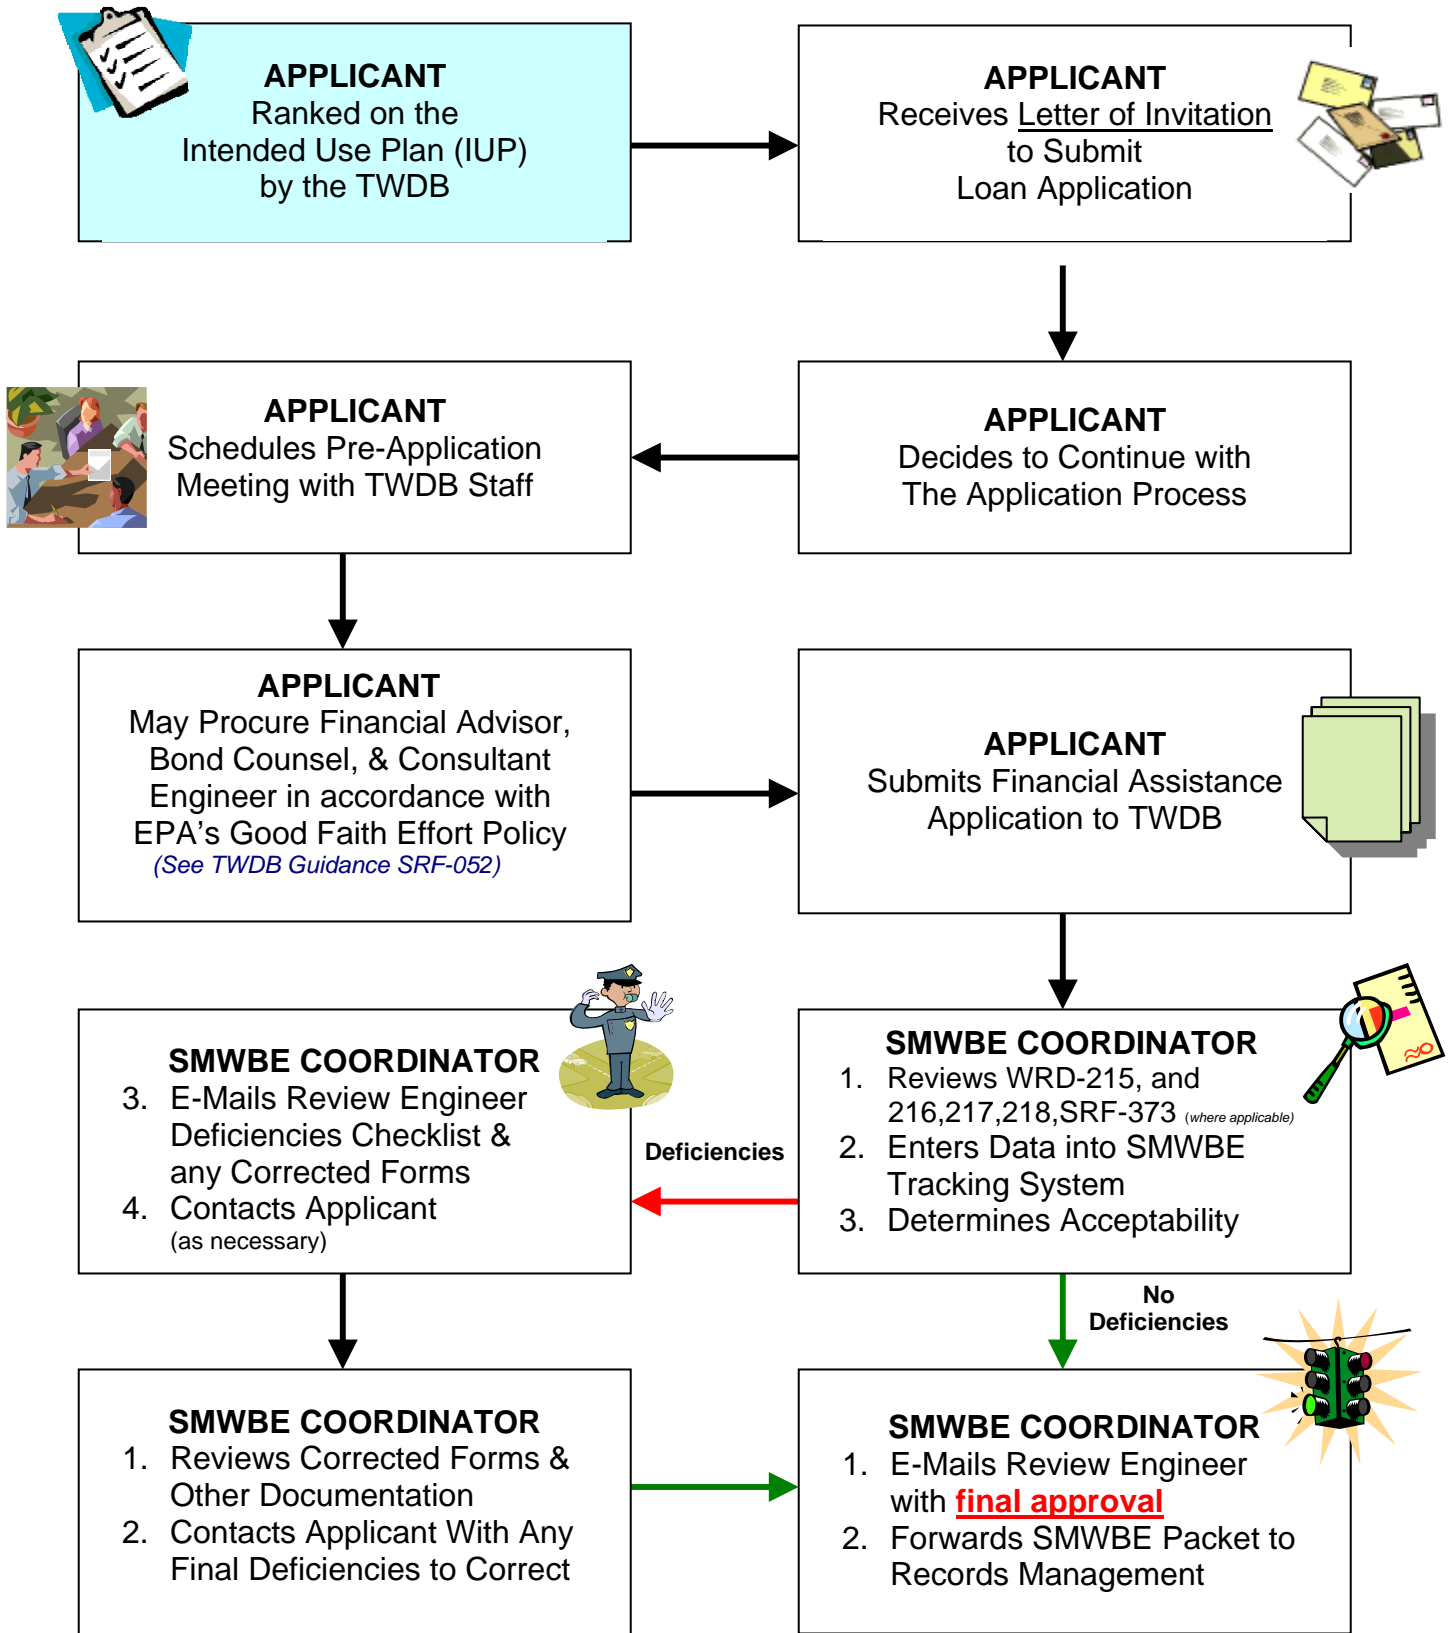 APPLICANT
Ranked on the
Intended Use Plan (IUP)
by the TWDB
APPLICANT
Receives Letter of Invitation
to Submit
Loan Application
APPLICANT
Schedules Pre-Application
Meeting with TWDB Staff
APPLICANT
Decides to Continue with
The Application Process
APPLICANT
May Procure Financial Advisor,
Bond Counsel, & Consultant
Engineer in accordance with
EPA's Good Faith Effort Policy
(See TWDB Guidance SRF-052)
APPLICANT
Submits Financial Assistance
Application to TWDB
SMWBE COORDINATOR
3. E-Mails Review Engineer
Deficiencies Checklist &
any Corrected Forms
4. Contacts Applicant
(as necessary)
Deficiencies
SMWBE COORDINATOR
1. Reviews WRD-215, and
216,217,218,SRF-373 (where applicable)
2. Enters Data into SMWBE
Tracking System
3. Determines Acceptability
No
Deficiencies
SMWBE COORDINATOR
1. Reviews Corrected Forms &
Other Documentation
2. Contacts Applicant With Any
Final Deficiencies to Correct
SMWBE COORDINATOR
1. E-Mails Review Engineer
with final approval
2. Forwards SMWBE Packet to
Records Management